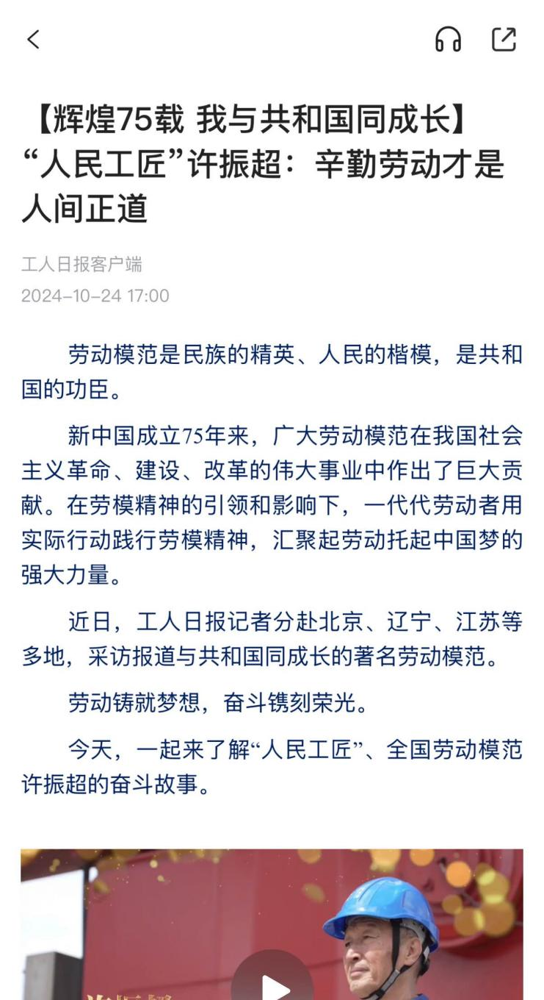 【辉煌75载 我与共和国同成长】
“人民工匠”许振超：辛勤劳动才是
人间正道
工人日报客户端
2024-10-24 17:00
劳动模范是民族的精英、人民的楷模，是共和
国的功臣。
新中国成立75年来，广大劳动模范在我国社会
主义革命、建设、改革的伟大事业中作出了巨大贡
献。在劳模精神的引领和影响下，一代代劳动者用
实际行动践行劳模精神，汇聚起劳动托起中国梦的
强大力量。
近日，工人日报记者分赴北京、辽宁、江苏等
多地，采访报道与共和国同成长的著名劳动模范。
劳动铸就梦想，奋斗镌刻荣光。
今天，一起来了解“人民工匠”、全国劳动模范
许振超的奋斗故事。